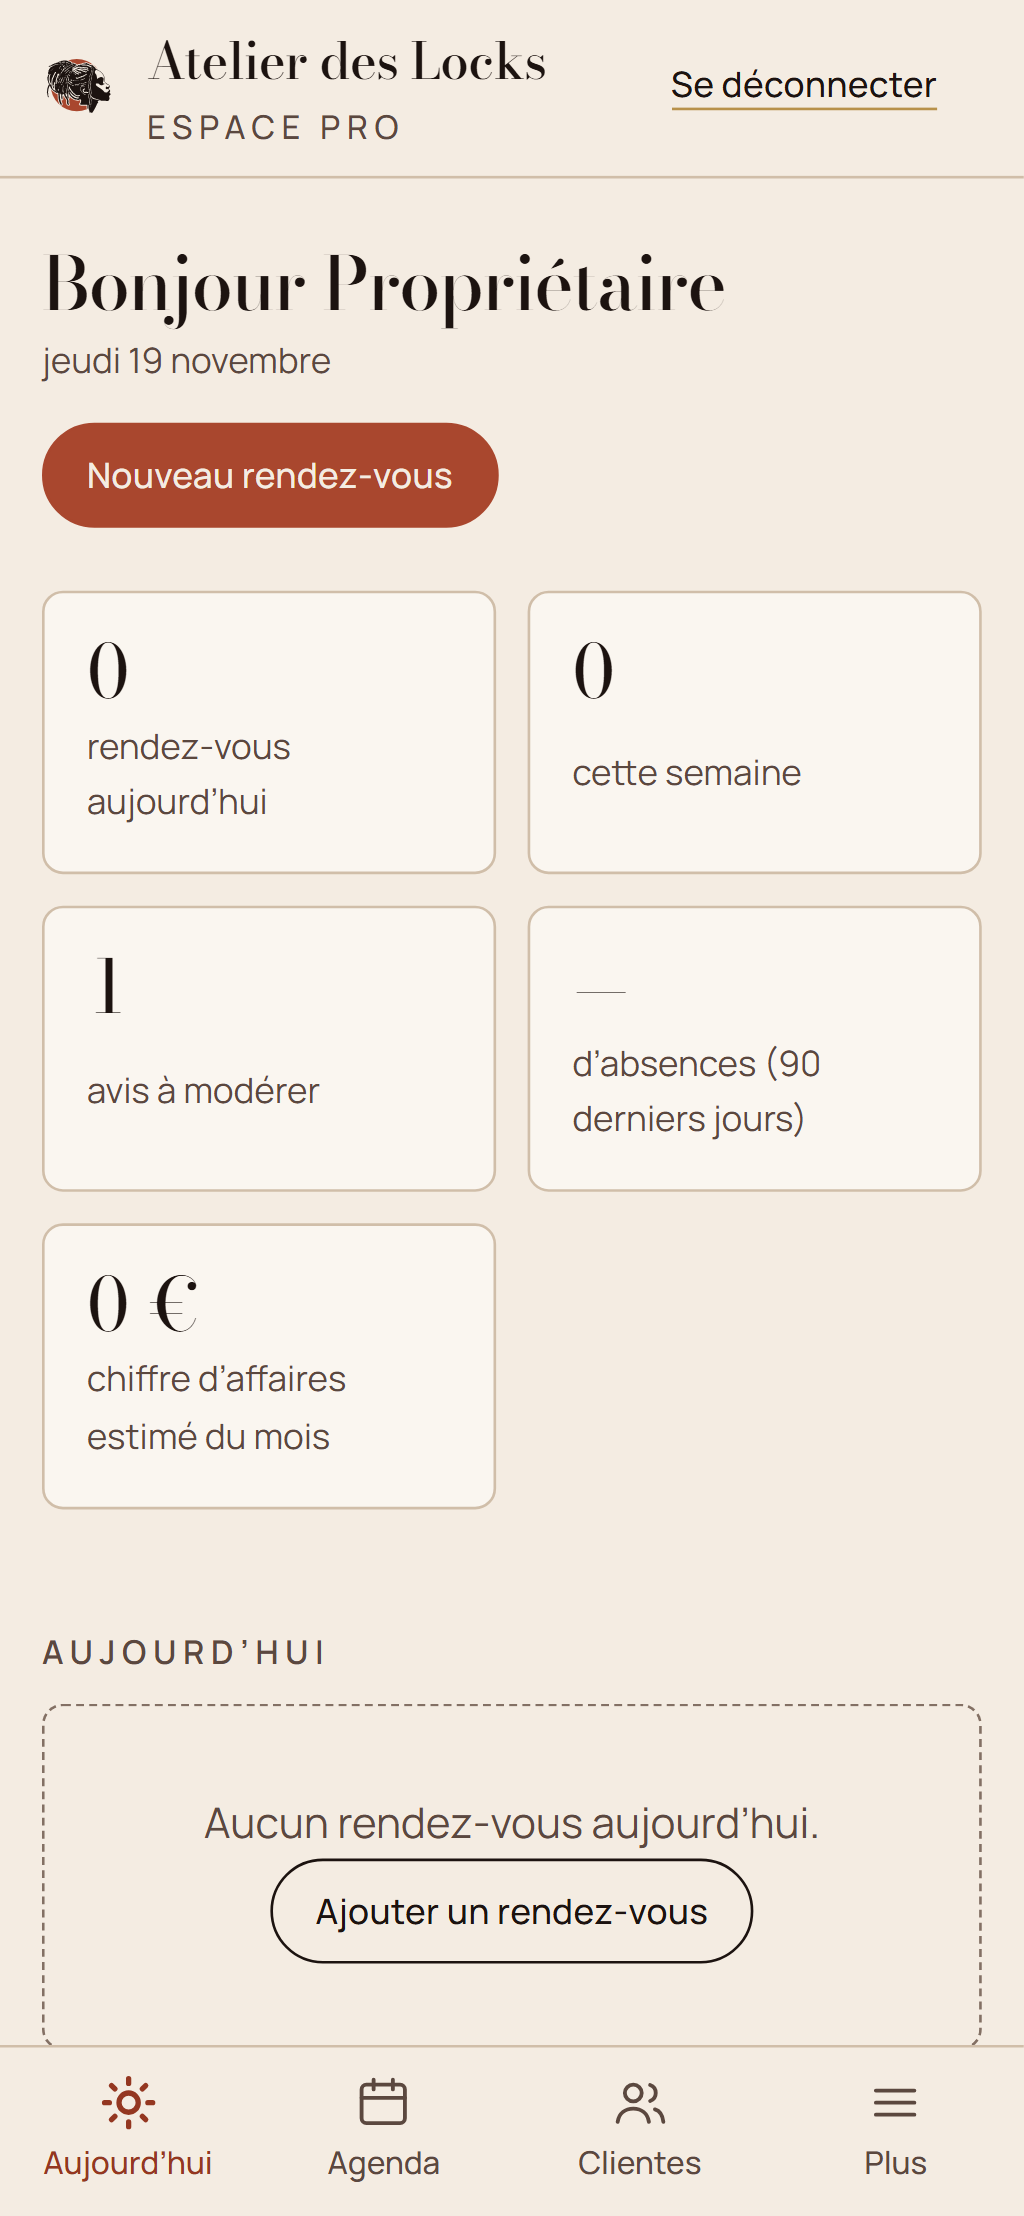 Atelier des Locks
ESPACE PRO
Se déconnecter
Bonjour Propriétaire
jeudi 19 novembre
Nouveau rendez-vous
0
rendez-vous
aujourd’hui
0
cette semaine
1
avis à modérer
—
d’absences (90
derniers jours)
0 €
chiffre d’affaires
estimé du mois
AUJOURD’HUI
Aucun rendez-vous aujourd’hui.
Ajouter un rendez-vous
Aujourd’hui
Agenda
Clientes
Plus